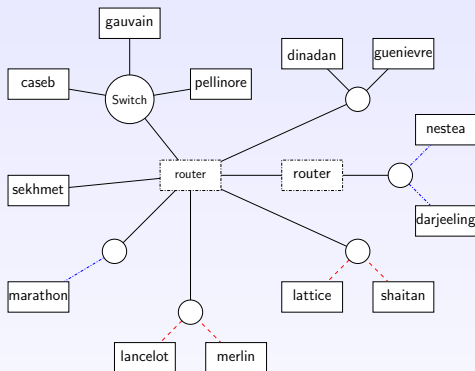 gauvain
dinadan
guenievre
caseb
pellinore
Switch
nestea
router
router
sekhmet
darjeeling
marathon
lattice
shaitan
lancelot
merlin